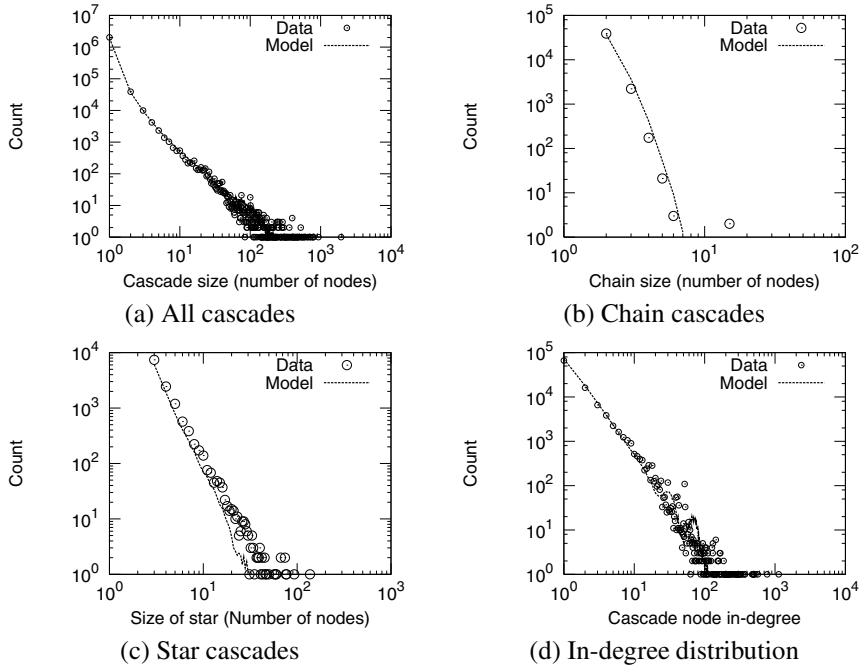 10^7
10^6
10^5
10^4
10^3
10^2
10^1
10^0
Count
Data
Model
10^0 10^1 10^2 10^3 10^4
Cascade size (number of nodes)
(a) All cascades
10^5
10^4
10^3
10^2
10^1
10^0
Count
Data
Model
10^0 10^1 10^2
Chain size (number of nodes)
(b) Chain cascades
10^4
10^3
10^2
10^1
10^0
Count
Data
Model
10^0 10^1 10^2 10^3
Size of star (Number of nodes)
(c) Star cascades
10^5
10^4
10^3
10^2
10^1
10^0
Count
Data
Model
10^0 10^1 10^2 10^3 10^4
Cascade node in-degree
(d) In-degree distribution